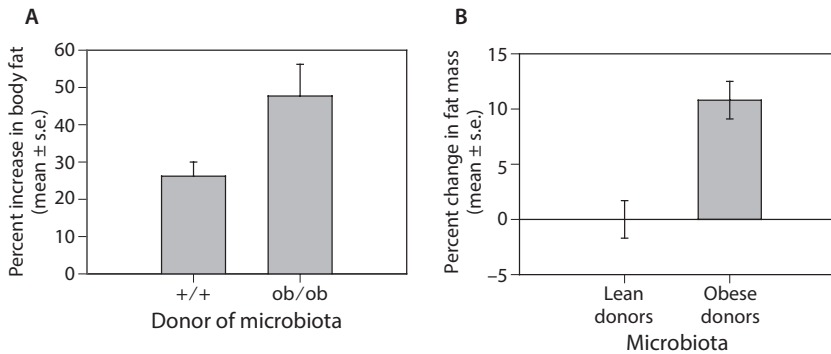 A
Percent increase in body fat
(mean ± s.e.)
60
50
40
30
20
10
0
+/+
ob/ob
Donor of microbiota
B
Percent change in fat mass
(mean ± s.e.)
15
10
5
0
−5
Lean
donors
Obese
donors
Microbiota